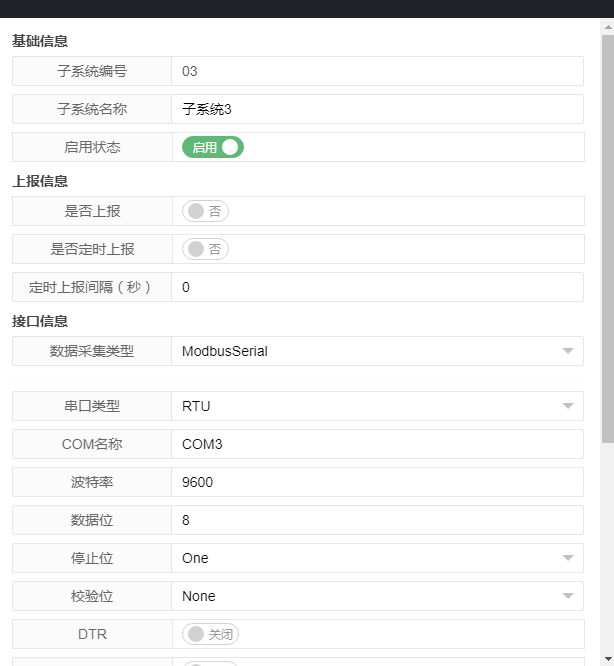 基础信息
子系统编号 03
子系统名称 子系统3
启用状态 启用
上报信息
是否上报 否
是否定时上报 否
定时上报间隔（秒） 0
接口信息
数据采集类型 ModbusSerial
串口类型 RTU
COM名称 COM3
波特率 9600
数据位 8
停止位 One
校验位 None
DTR 关闭